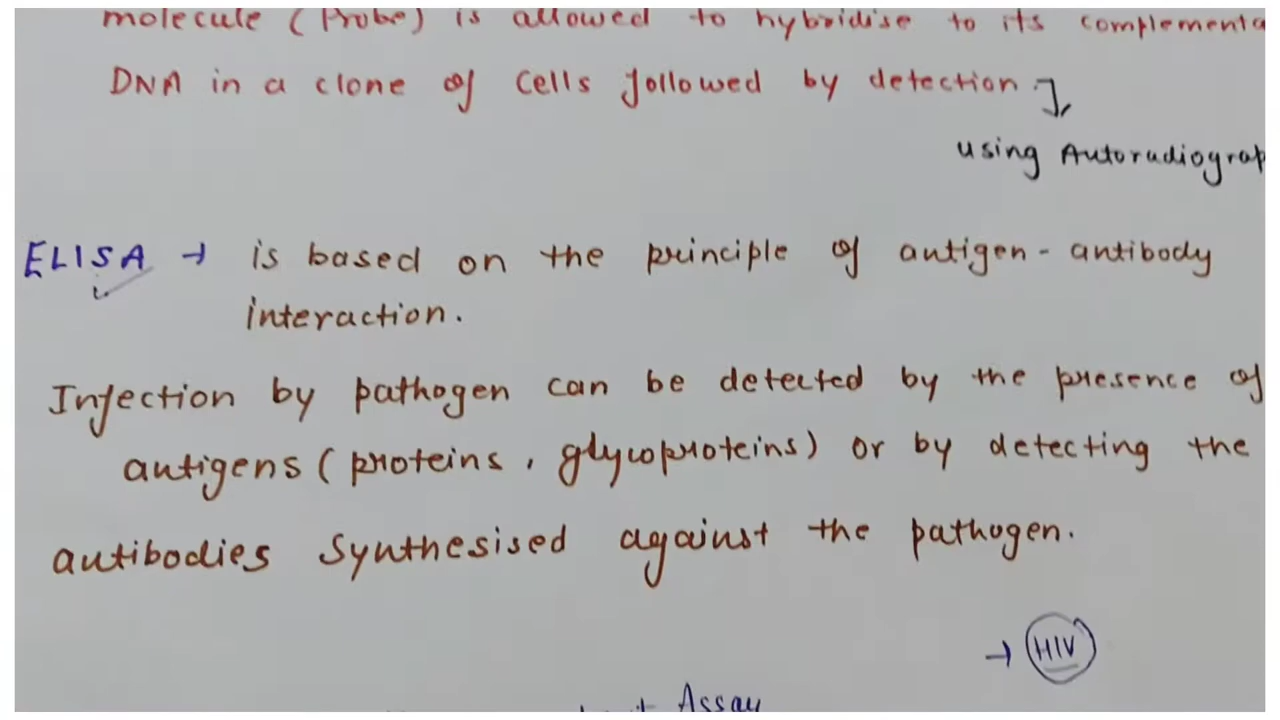 molecule (Probe) is allowed to hybridise to its complementa
DNA in a clone of cells followed by detection.
using Autoradiograp
ELISA → is based on the principle of antigen - antibody
interaction.
Infection by pathogen can be detected by the presence of
antigens (proteins, glycoproteins) or by detecting the
antibodies synthesised against the pathogen.
→ HIV
Assay